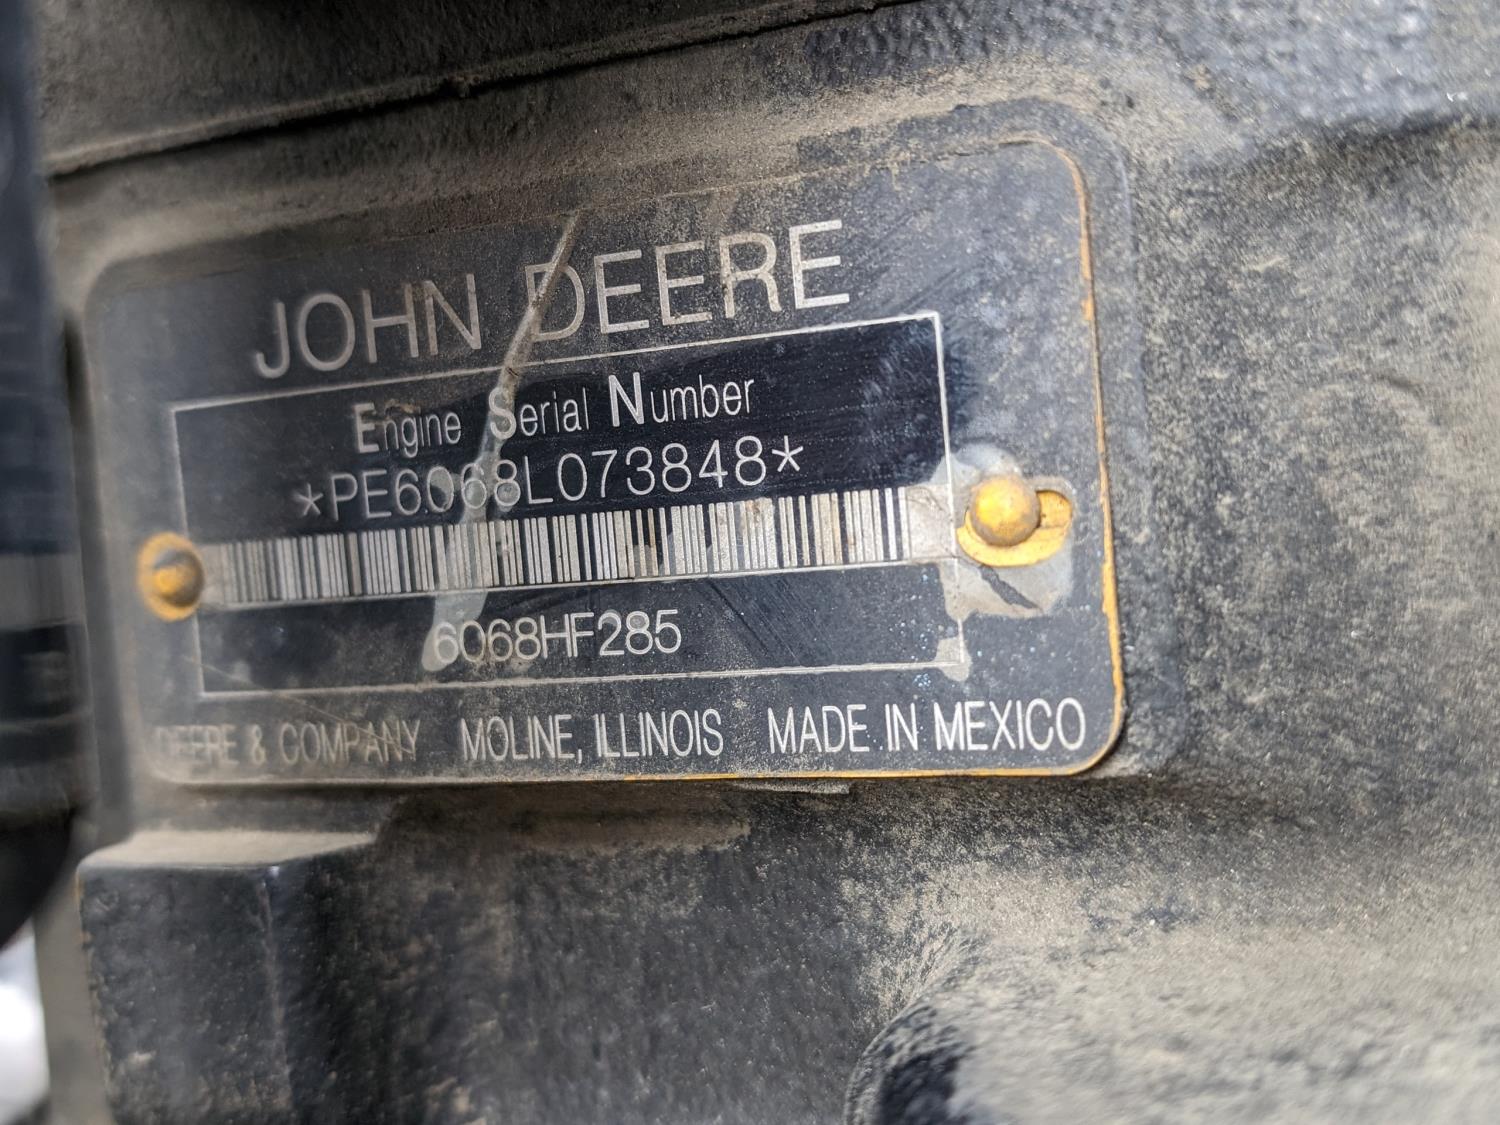 JOHN DEERE
Engine Serial Number
*PE6068L073848*
6068HF285
DEERE & COMPANY MOLINE, ILLINOIS MADE IN MEXICO